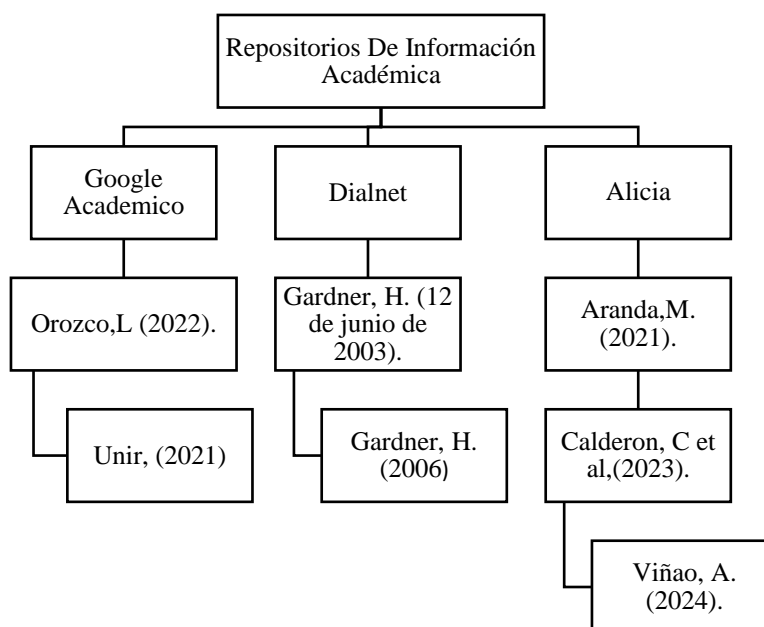 Repositorios De Información
Académica
Google
Academico
Dialnet
Alicia
Orozco,L (2022).
Gardner, H. (12
de junio de
2003).
Aranda,M.
(2021).
Unir, (2021)
Gardner, H.
(2006)
Calderon, C et
al,(2023).
Viñao, A.
(2024).